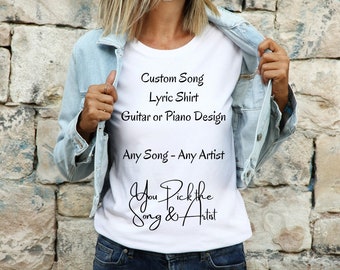 Custom Song
Lyric Shirt
Guitar or Piano Design
Any Song - Any Artist
You Pick the
Song & Artist